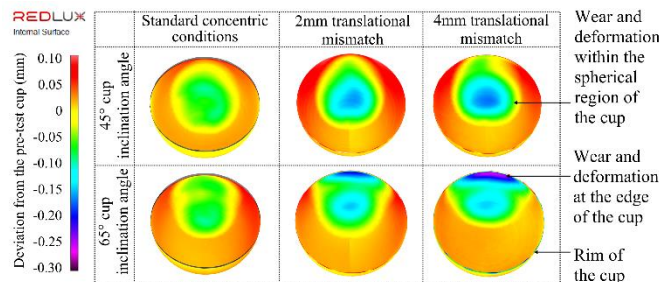 REDLUX
Internal Surface
Deviation from the pre-test cup (mm)
0.10
0.05
0
-0.05
-0.10
-0.15
-0.20
-0.25
-0.30
Standard concentric
conditions
2mm translational
mismatch
4mm translational
mismatch
45° cup
inclination angle
65° cup
inclination angle
Wear and
deformation
within the
spherical
region of
the cup
Wear and
deformation
at the edge
of the cup
Rim of
the cup